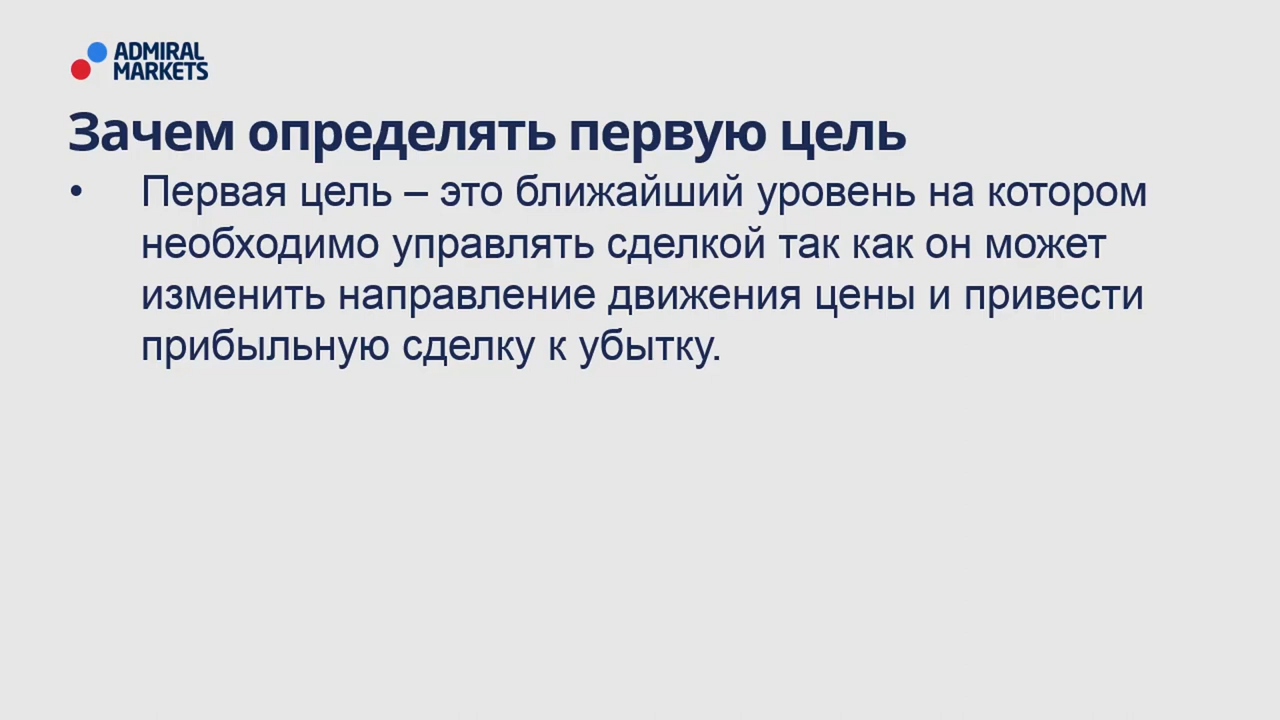 ADMIRAL
MARKETS
Зачем определять первую цель
• Первая цель – это ближайший уровень на котором
необходимо управлять сделкой так как он может
изменить направление движения цены и привести
прибыльную сделку к убытку.